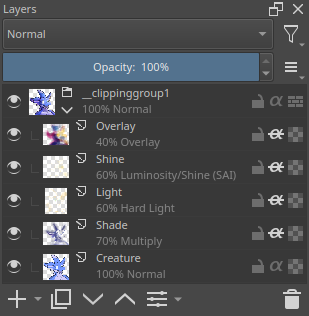 Layers
Normal
Opacity: 100%
__clippinggroup1
100% Normal
Overlay
40% Overlay
Shine
60% Luminosity/Shine (SAI)
Light
60% Hard Light
Shade
70% Multiply
Creature
100% Normal